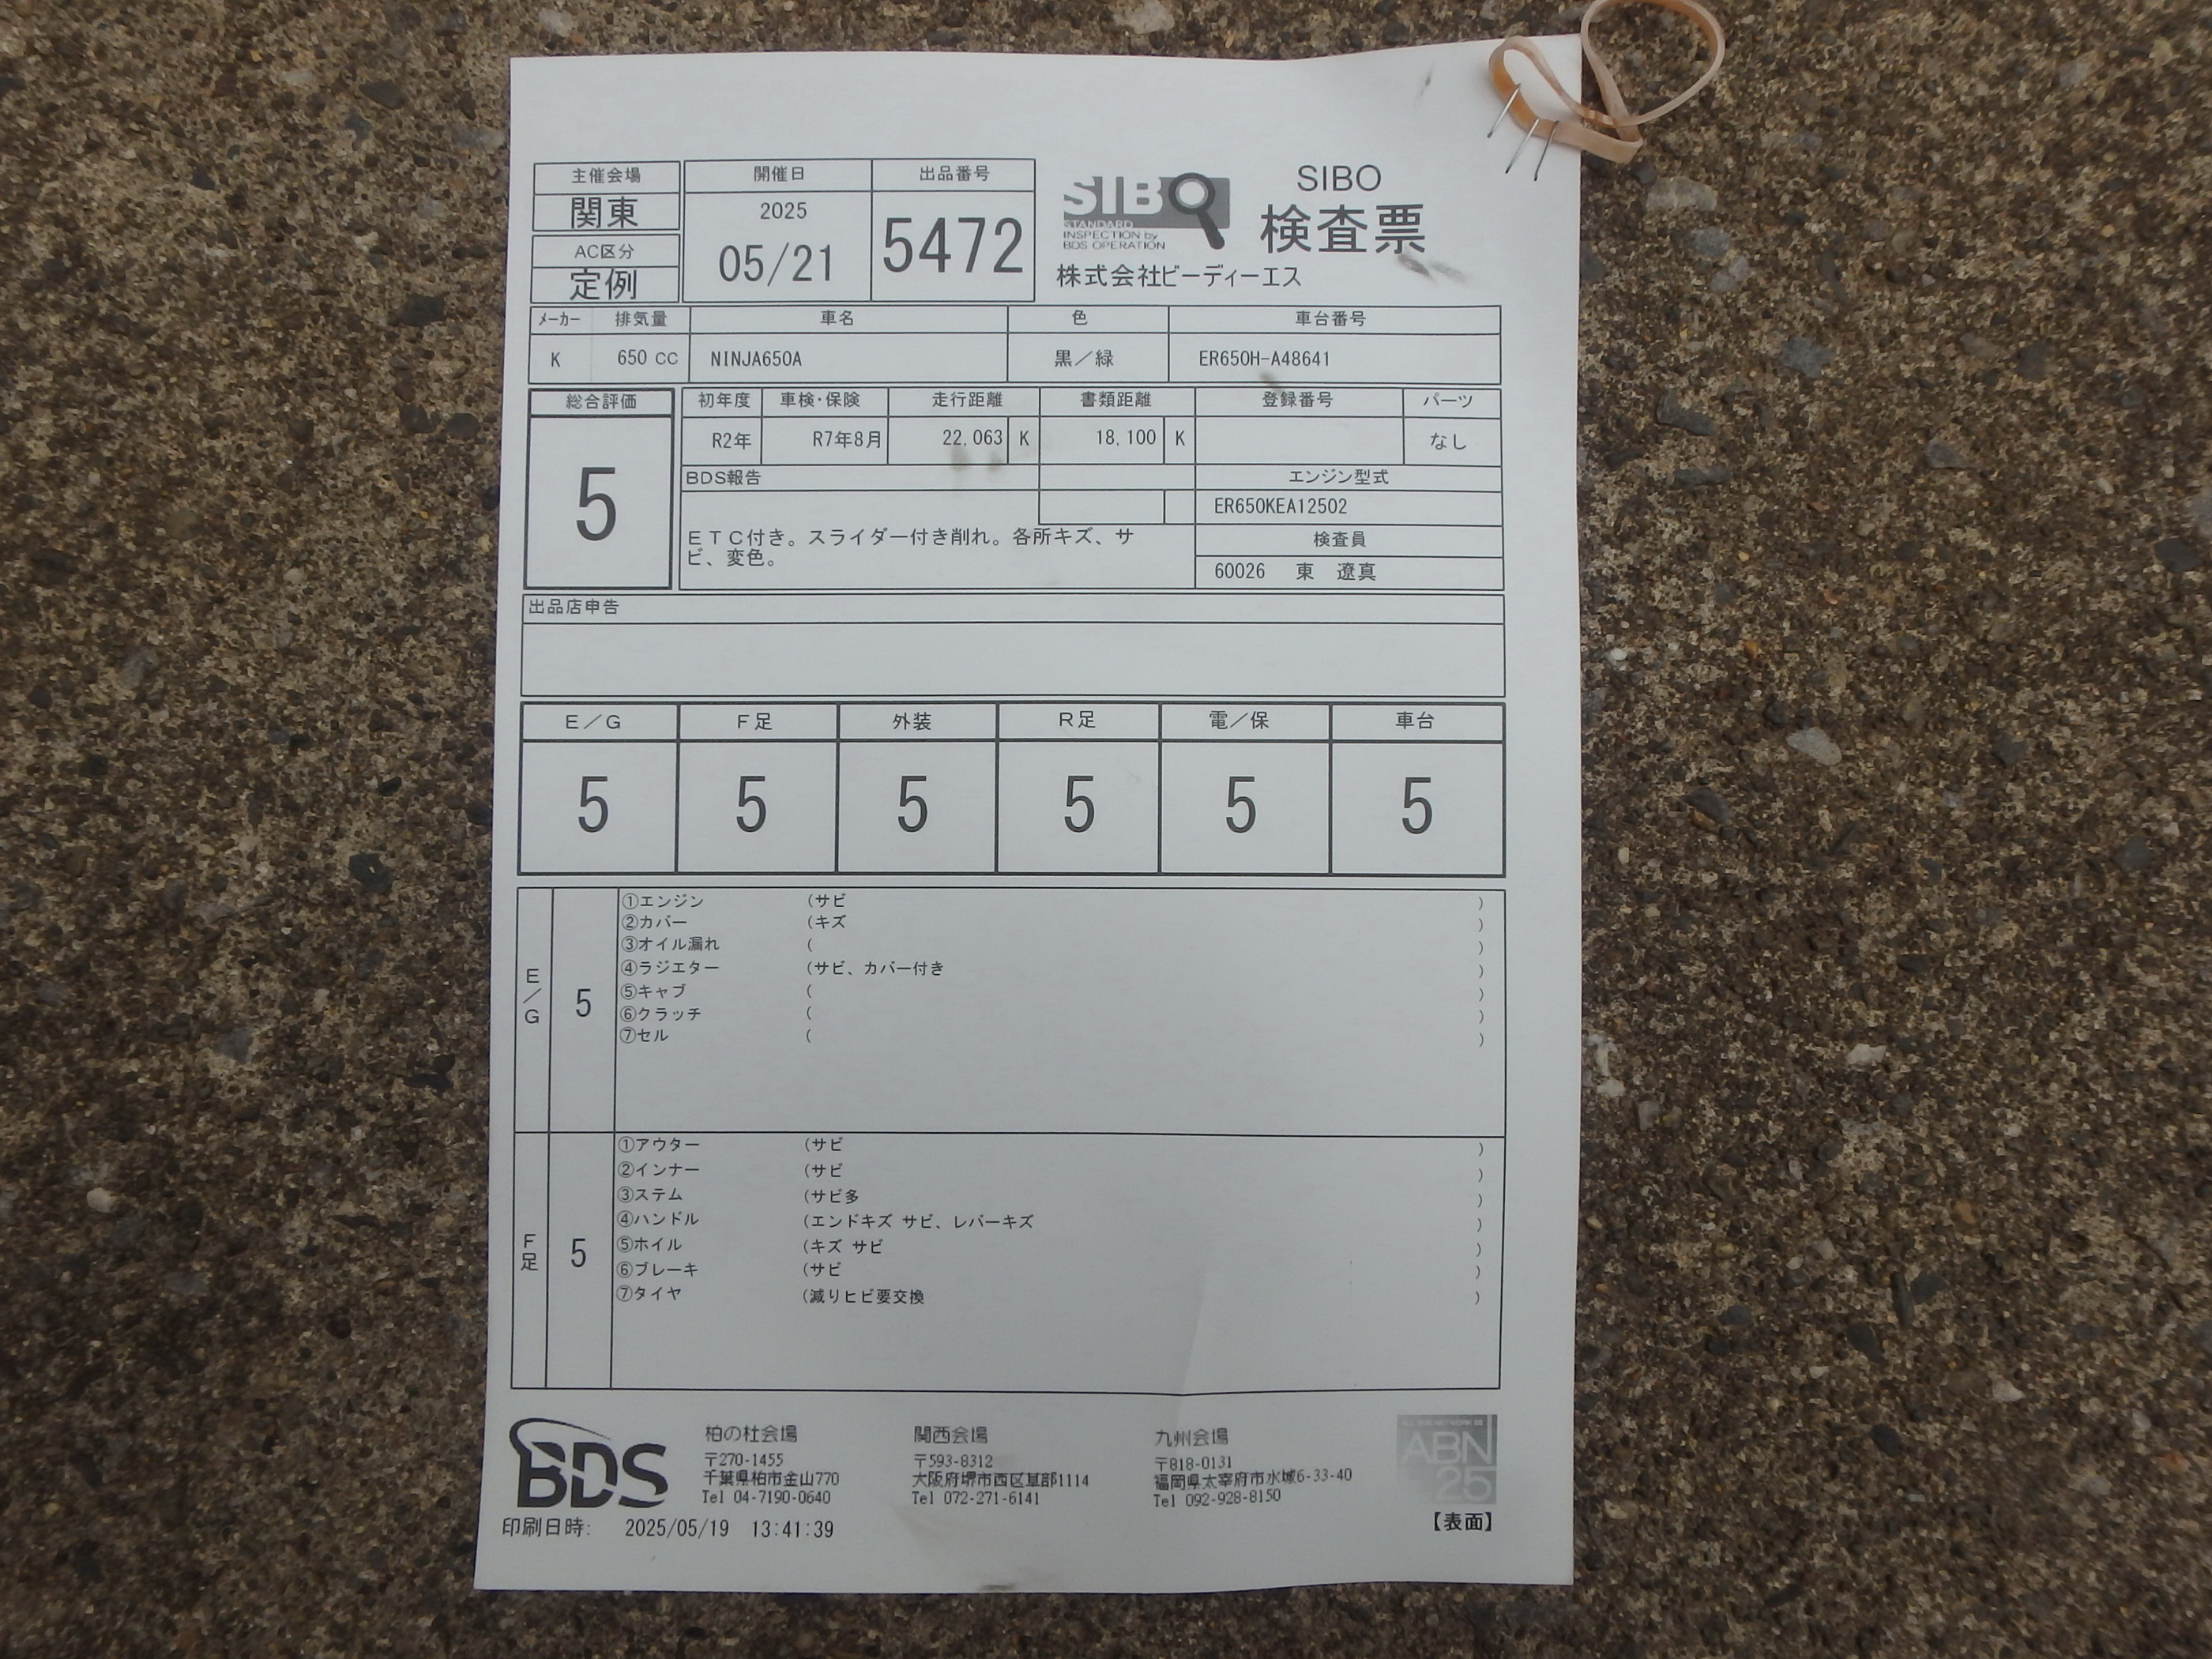 主催会場
関東
AC区分
定例
開催日
2025
05/21
出品番号
5472
SIBO
STANDARD
INSPECTION by
BDS OPERATION
SIBO
検査票
株式会社ビーディーエス
メーカー 排気量 車名 色 車台番号
K 650 CC NINJA650A 黒／緑 ER650H-A48641
総合評価
5
初年度 車検・保険 走行距離 書類距離 登録番号 パーツ
R2年 R7年8月 22,063 K 18,100 K なし
BDS報告
ETC付き。スライダー付き削れ。各所キズ、サ
ビ、変色。
エンジン型式
ER650KEA12502
検査員
60026 東 遼真
出品店申告
E／G F足 外装 R足 電／保 車台
5 5 5 5 5 5
E／G
5
①エンジン (サビ )
②カバー (キズ )
③オイル漏れ ( )
④ラジエター (サビ、カバー付き )
⑤キャブ ( )
⑥クラッチ ( )
⑦セル ( )
F足
5
①アウター (サビ )
②インナー (サビ )
③ステム (サビ多 )
④ハンドル (エンドキズ サビ、レバーキズ )
⑤ホイル (キズ サビ )
⑥ブレーキ (サビ )
⑦タイヤ (減りヒビ要交換 )
BDS
柏の杜会場
〒270-1455
千葉県柏市金山770
Tel 04-7190-0640
関西会場
〒593-8312
大阪府堺市西区草部1114
Tel 072-271-6141
九州会場
〒818-0131
福岡県太宰府市水城6-33-40
Tel 092-928-8150
ABN
25
印刷日時: 2025/05/19 13:41:39
【表面】